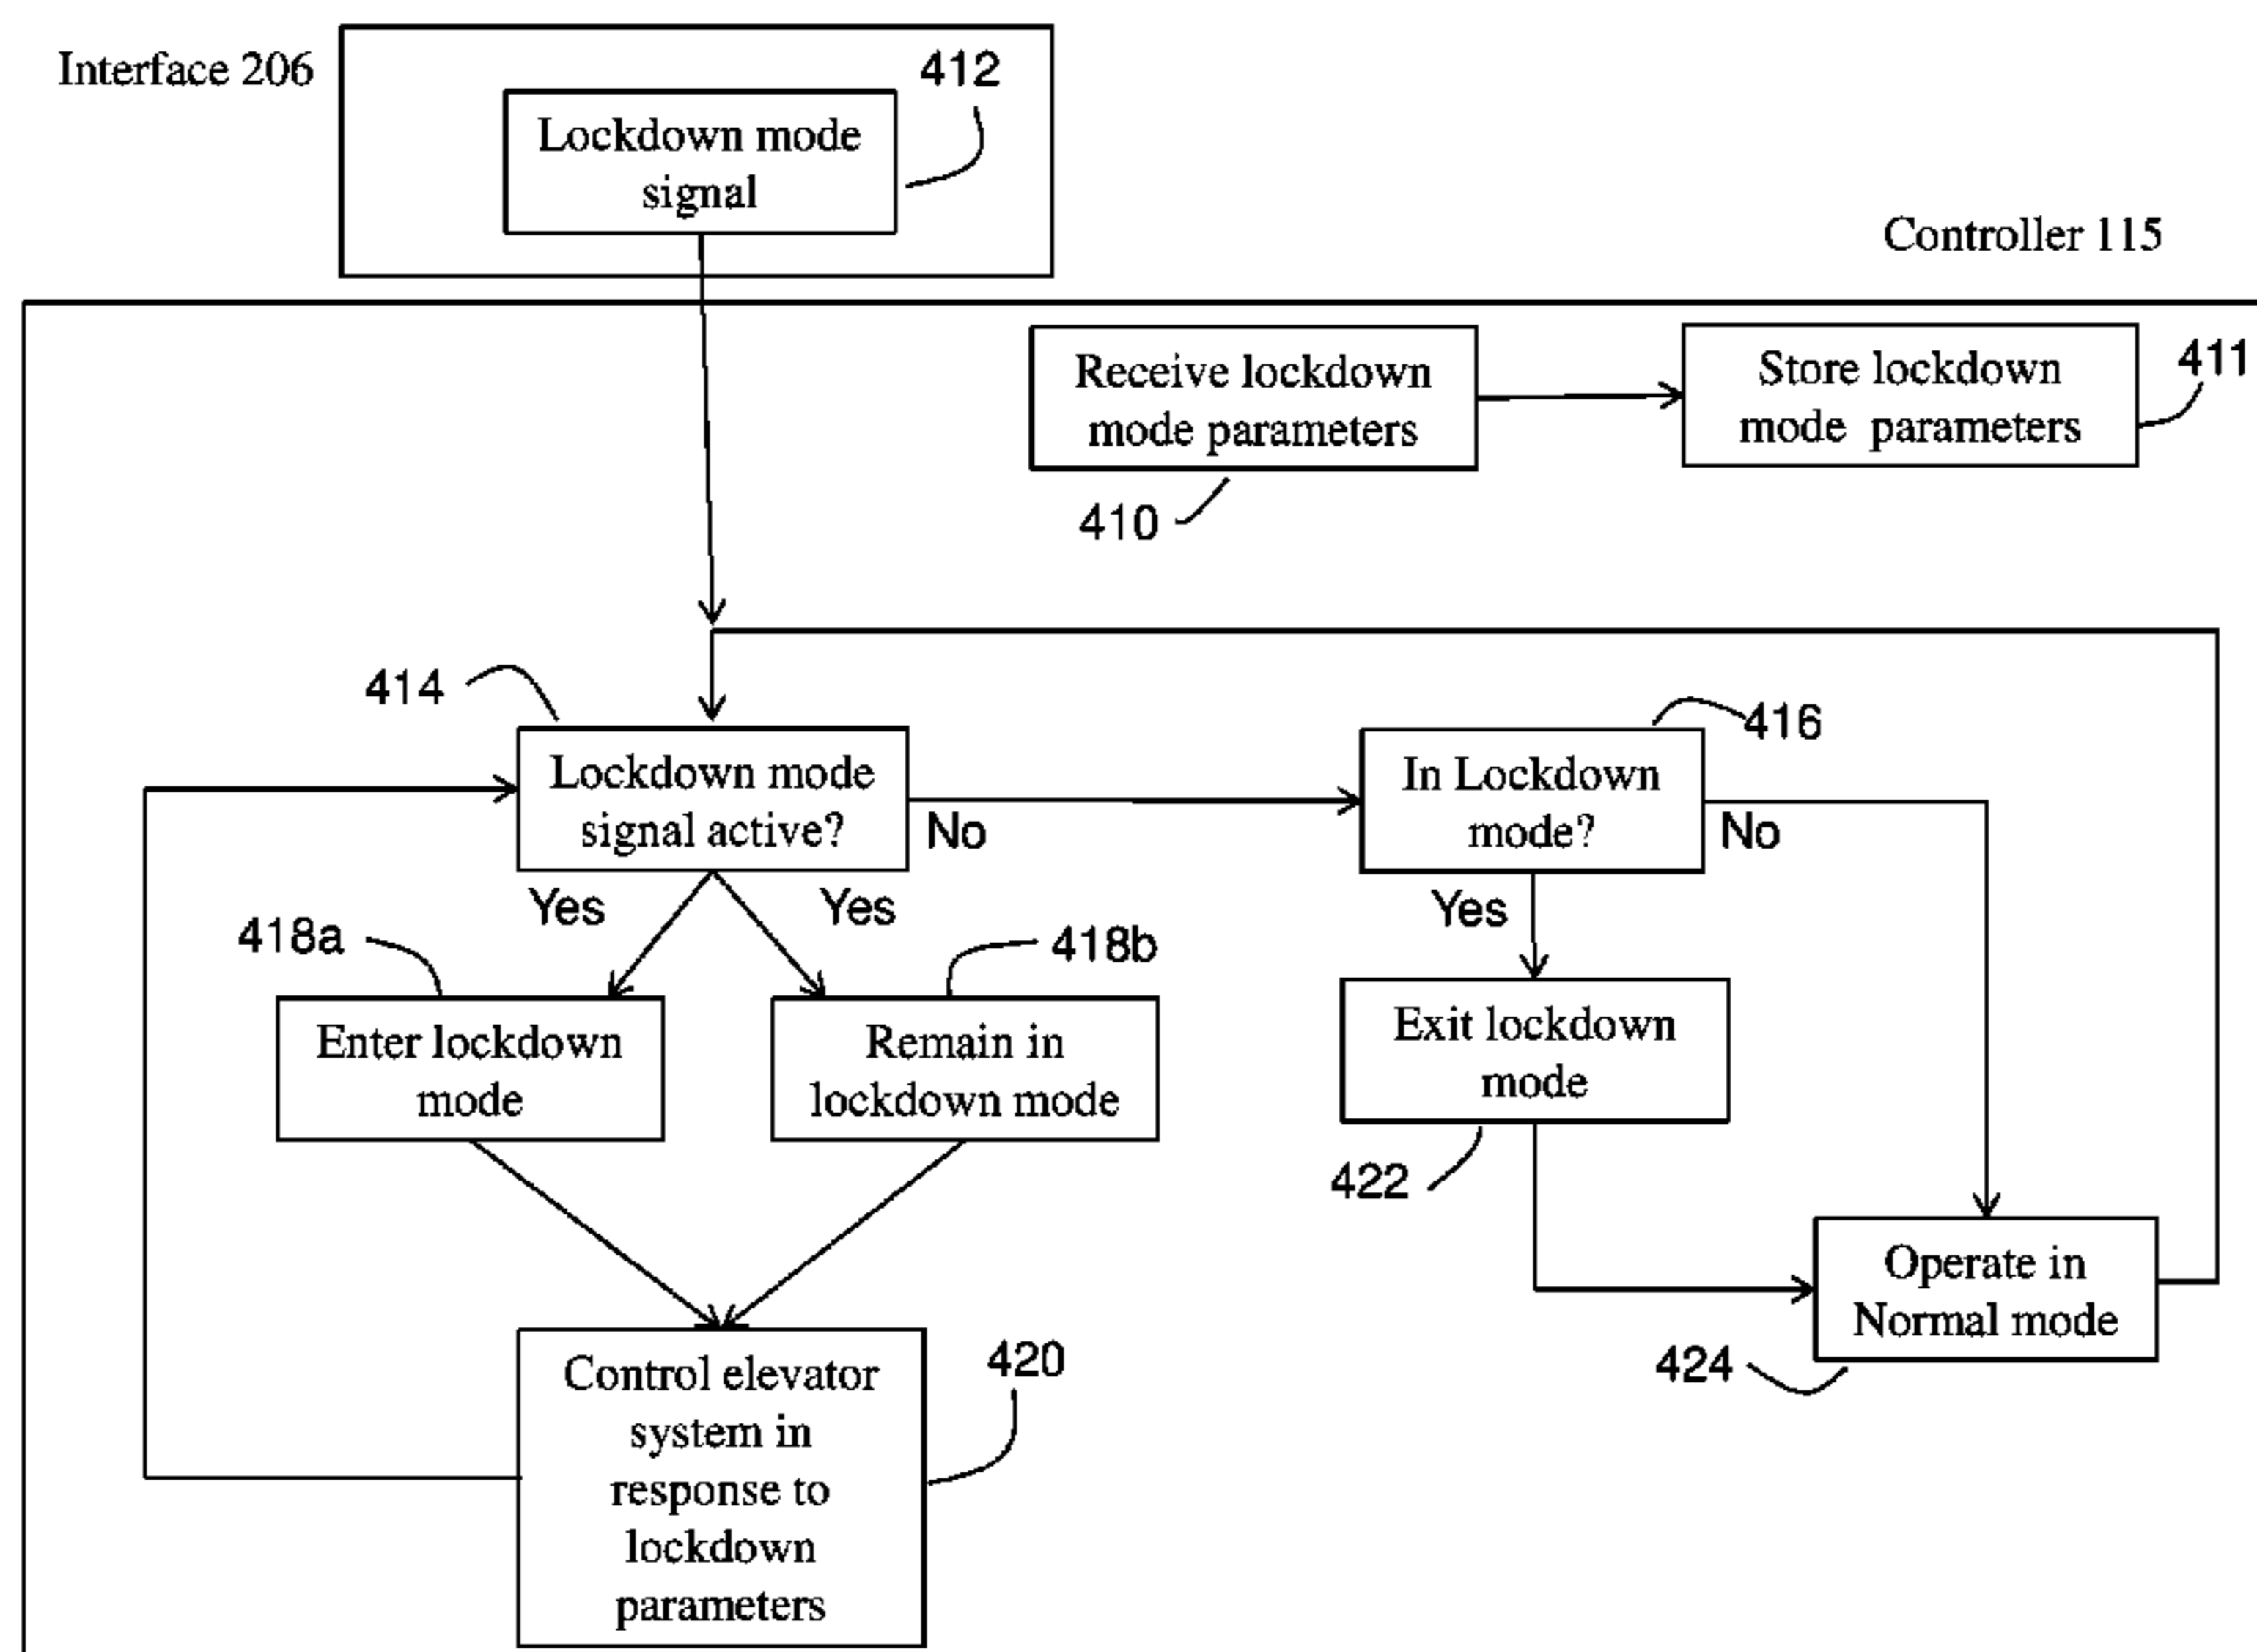 Interface 206
412
Lockdown mode
signal
Controller 115
Receive lockdown
mode parameters
410
Store lockdown
mode parameters
411
414
Lockdown mode
signal active?
No
416
In Lockdown
mode?
No
Yes
Yes
Yes
418a
418b
Enter lockdown
mode
Remain in
lockdown mode
Exit lockdown
mode
422
Operate in
Normal mode
424
Control elevator
system in
response to
lockdown
parameters
420